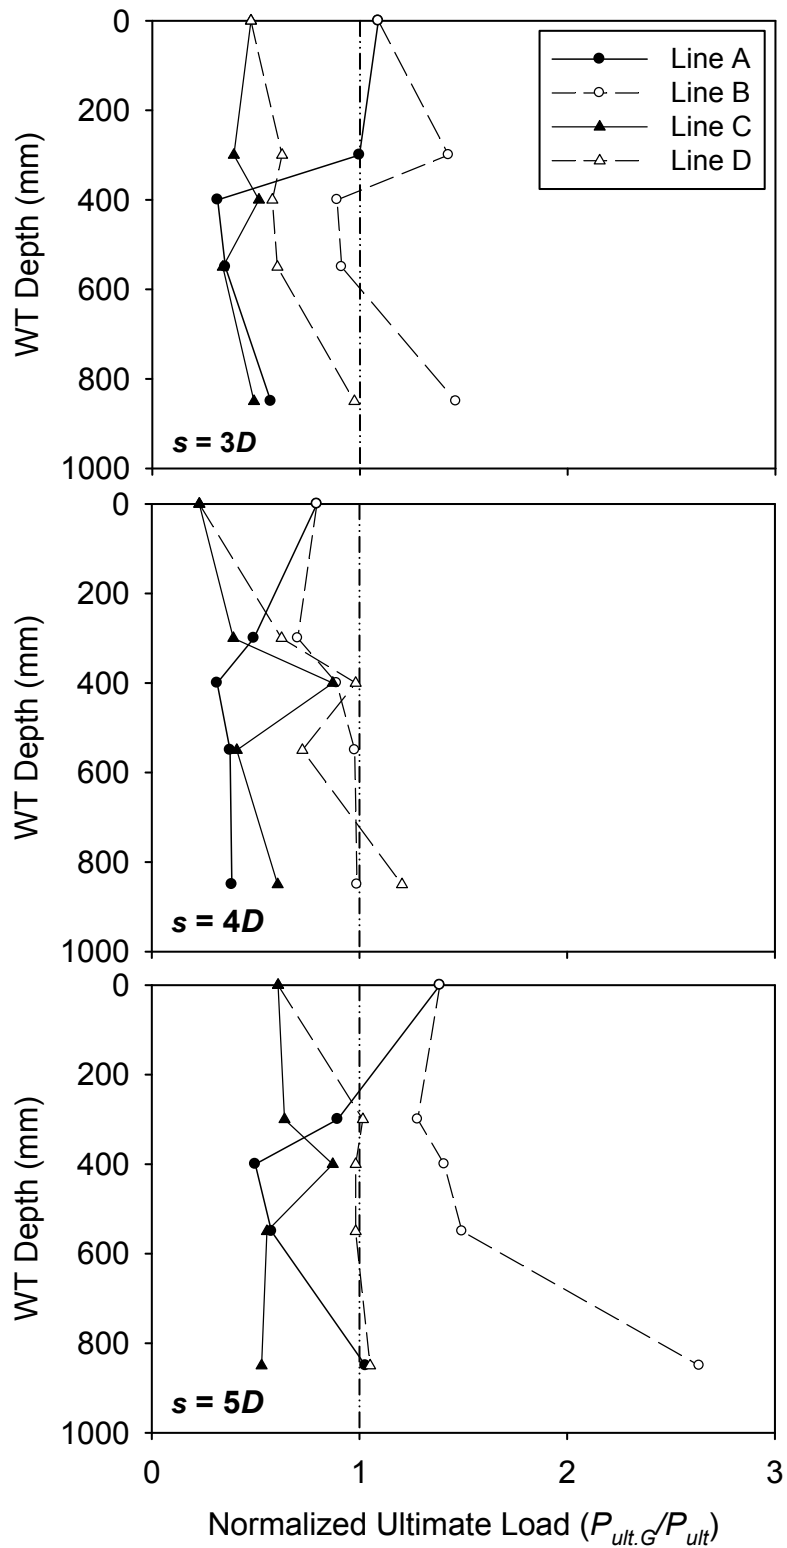 0
200
400
600
800
1000
WT Depth (mm)
Line A
Line B
Line C
Line D
s = 3D
0
200
400
600
800
1000
WT Depth (mm)
s = 4D
0
200
400
600
800
1000
WT Depth (mm)
s = 5D
0 1 2 3
Normalized Ultimate Load (Pult.G/Pult)